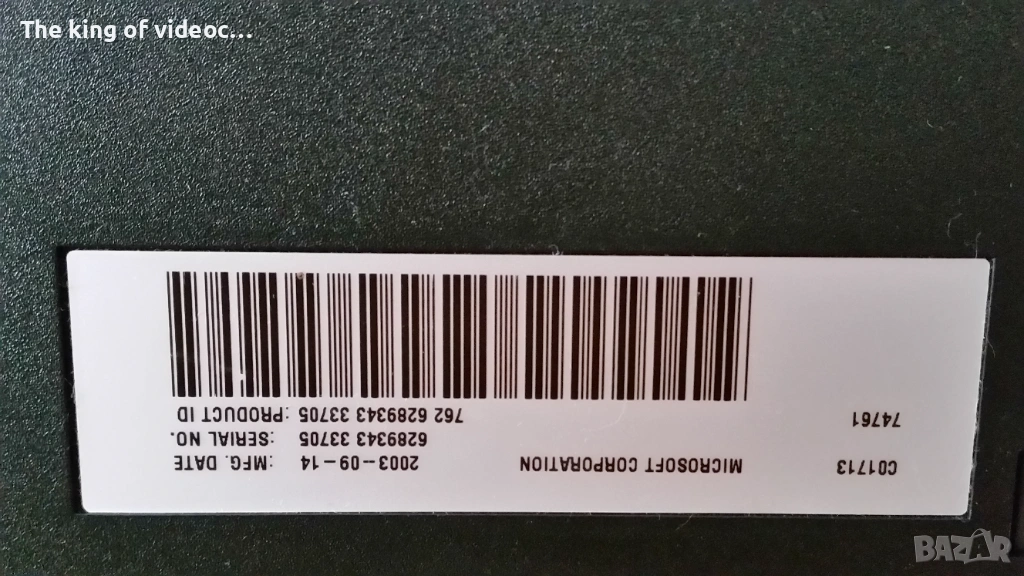 The king of videoc...
C01713 MICROSOFT CORPORATION 2003-09-14 :MFG. DATE
6289343 33705 :SERIAL NO.
74761 762 6289343 33705 :PRODUCT ID
BAZAR